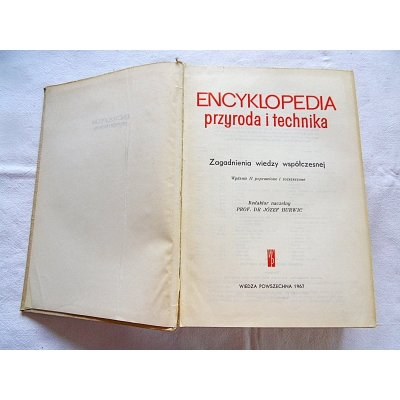 ENCYKLOPEDIA
przyroda i technika
Zagadnienia wiedzy współczesnej
Wydanie II poprawione i rozszerzone
Redaktor naczelny
PROF. DR JÓZEF HURWIC
WIEDZA POWSZECHNA 1967